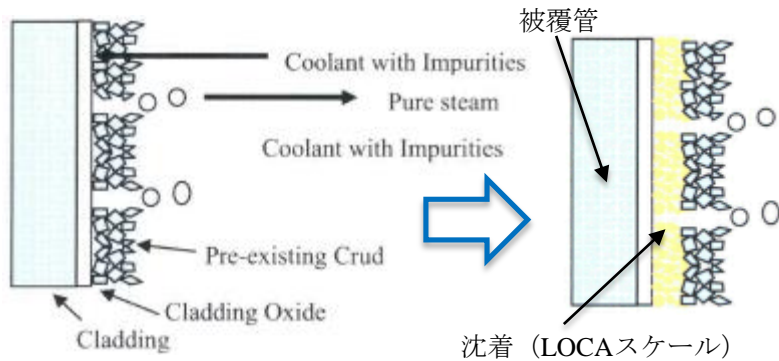 被覆管
Coolant with Impurities
Pure steam
Coolant with Impurities
Pre-existing Crud
Cladding Oxide
Cladding
沈着（LOCAスケール）